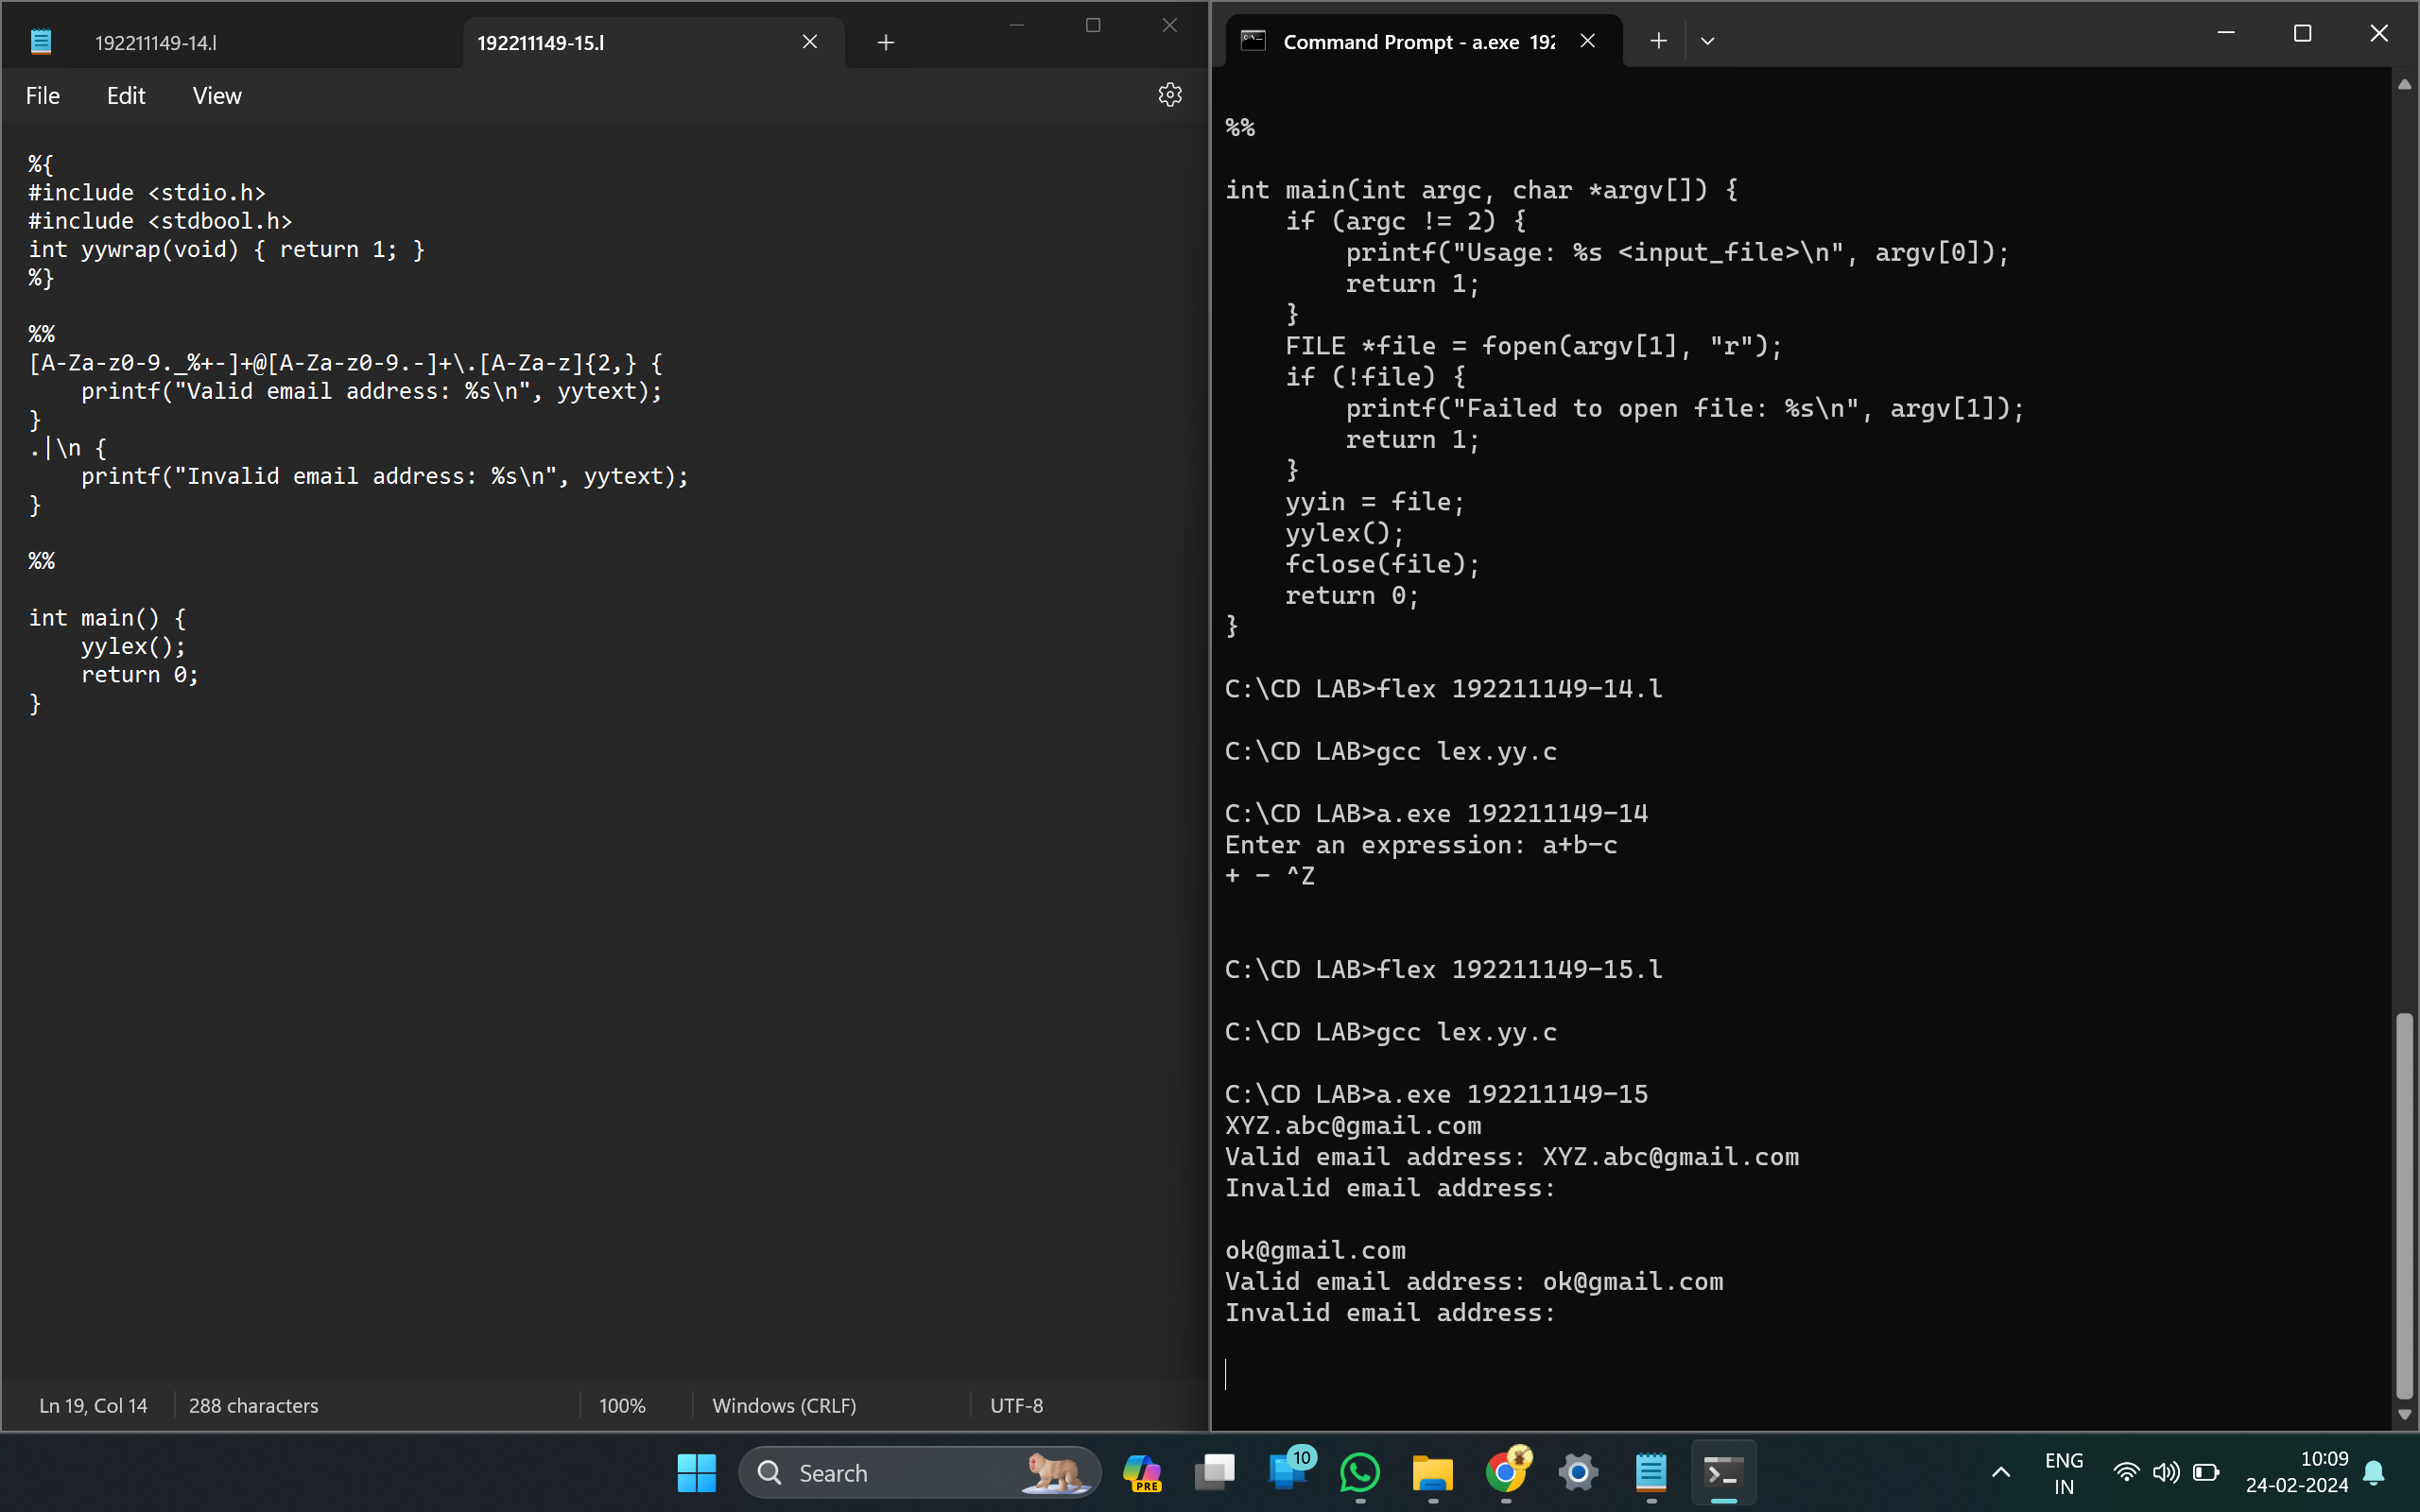 192211149-14.l
192211149-15.l
File Edit View
%{
#include <stdio.h>
#include <stdbool.h>
int yywrap(void) { return 1; }
%}
%%
[A-Za-z0-9._%+-]+@[A-Za-z0-9.-]+\.[A-Za-z]{2,} {
    printf("Valid email address: %s\n", yytext);
}
.|\n {
    printf("Invalid email address: %s\n", yytext);
}
%%
int main() {
    yylex();
    return 0;
}
Ln 19, Col 14 288 characters 100% Windows (CRLF) UTF-8
Command Prompt - a.exe 192
%%
int main(int argc, char *argv[]) {
    if (argc != 2) {
        printf("Usage: %s <input_file>\n", argv[0]);
        return 1;
    }
    FILE *file = fopen(argv[1], "r");
    if (!file) {
        printf("Failed to open file: %s\n", argv[1]);
        return 1;
    }
    yyin = file;
    yylex();
    fclose(file);
    return 0;
}
C:\CD LAB>flex 192211149-14.l
C:\CD LAB>gcc lex.yy.c
C:\CD LAB>a.exe 192211149-14
Enter an expression: a+b-c
+ - ^Z
C:\CD LAB>flex 192211149-15.l
C:\CD LAB>gcc lex.yy.c
C:\CD LAB>a.exe 192211149-15
XYZ.abc@gmail.com
Valid email address: XYZ.abc@gmail.com
Invalid email address:
ok@gmail.com
Valid email address: ok@gmail.com
Invalid email address:
Search
PRE
10
ENG
IN
10:09
24-02-2024